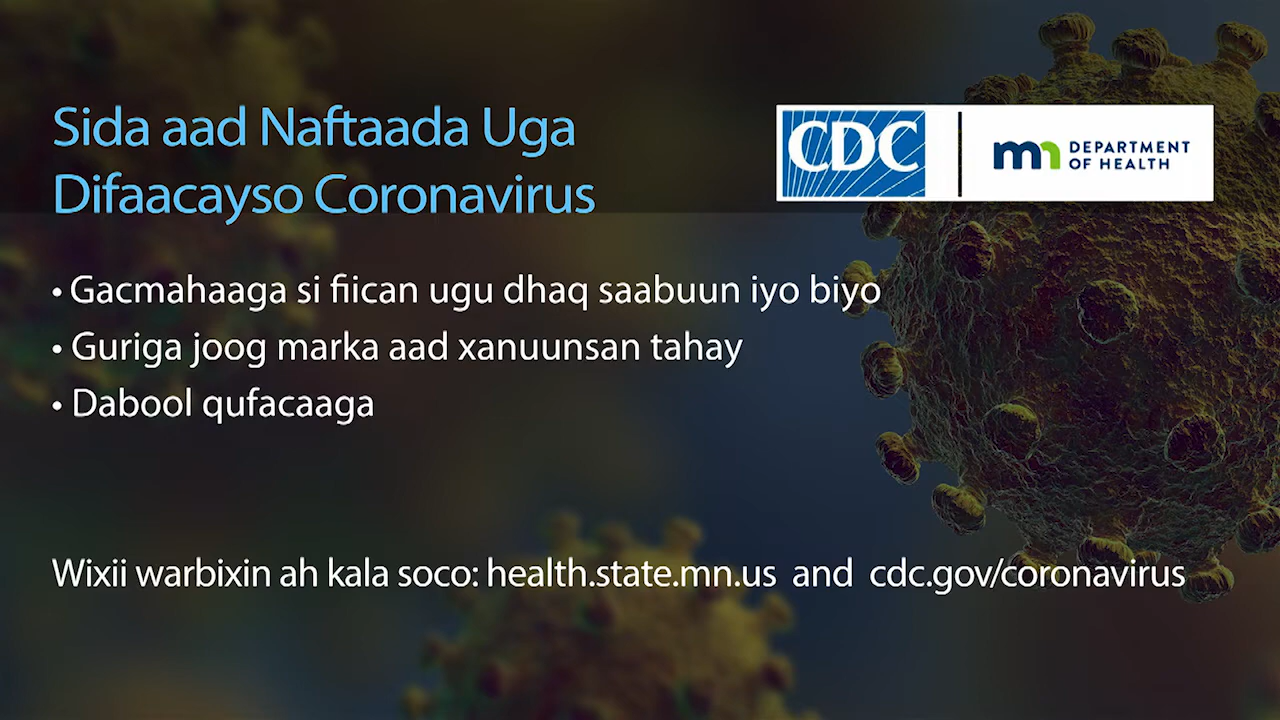 Sida aad Naftaada Uga
Difaacayso Coronavirus
CDC
mn DEPARTMENT
OF HEALTH
• Gacmahaaga si fiican ugu dhaq saabuun iyo biyo
• Guriga joog marka aad xanuunsan tahay
• Dabool qufacaaga
Wixii warbixin ah kala soco: health.state.mn.us and cdc.gov/coronavirus